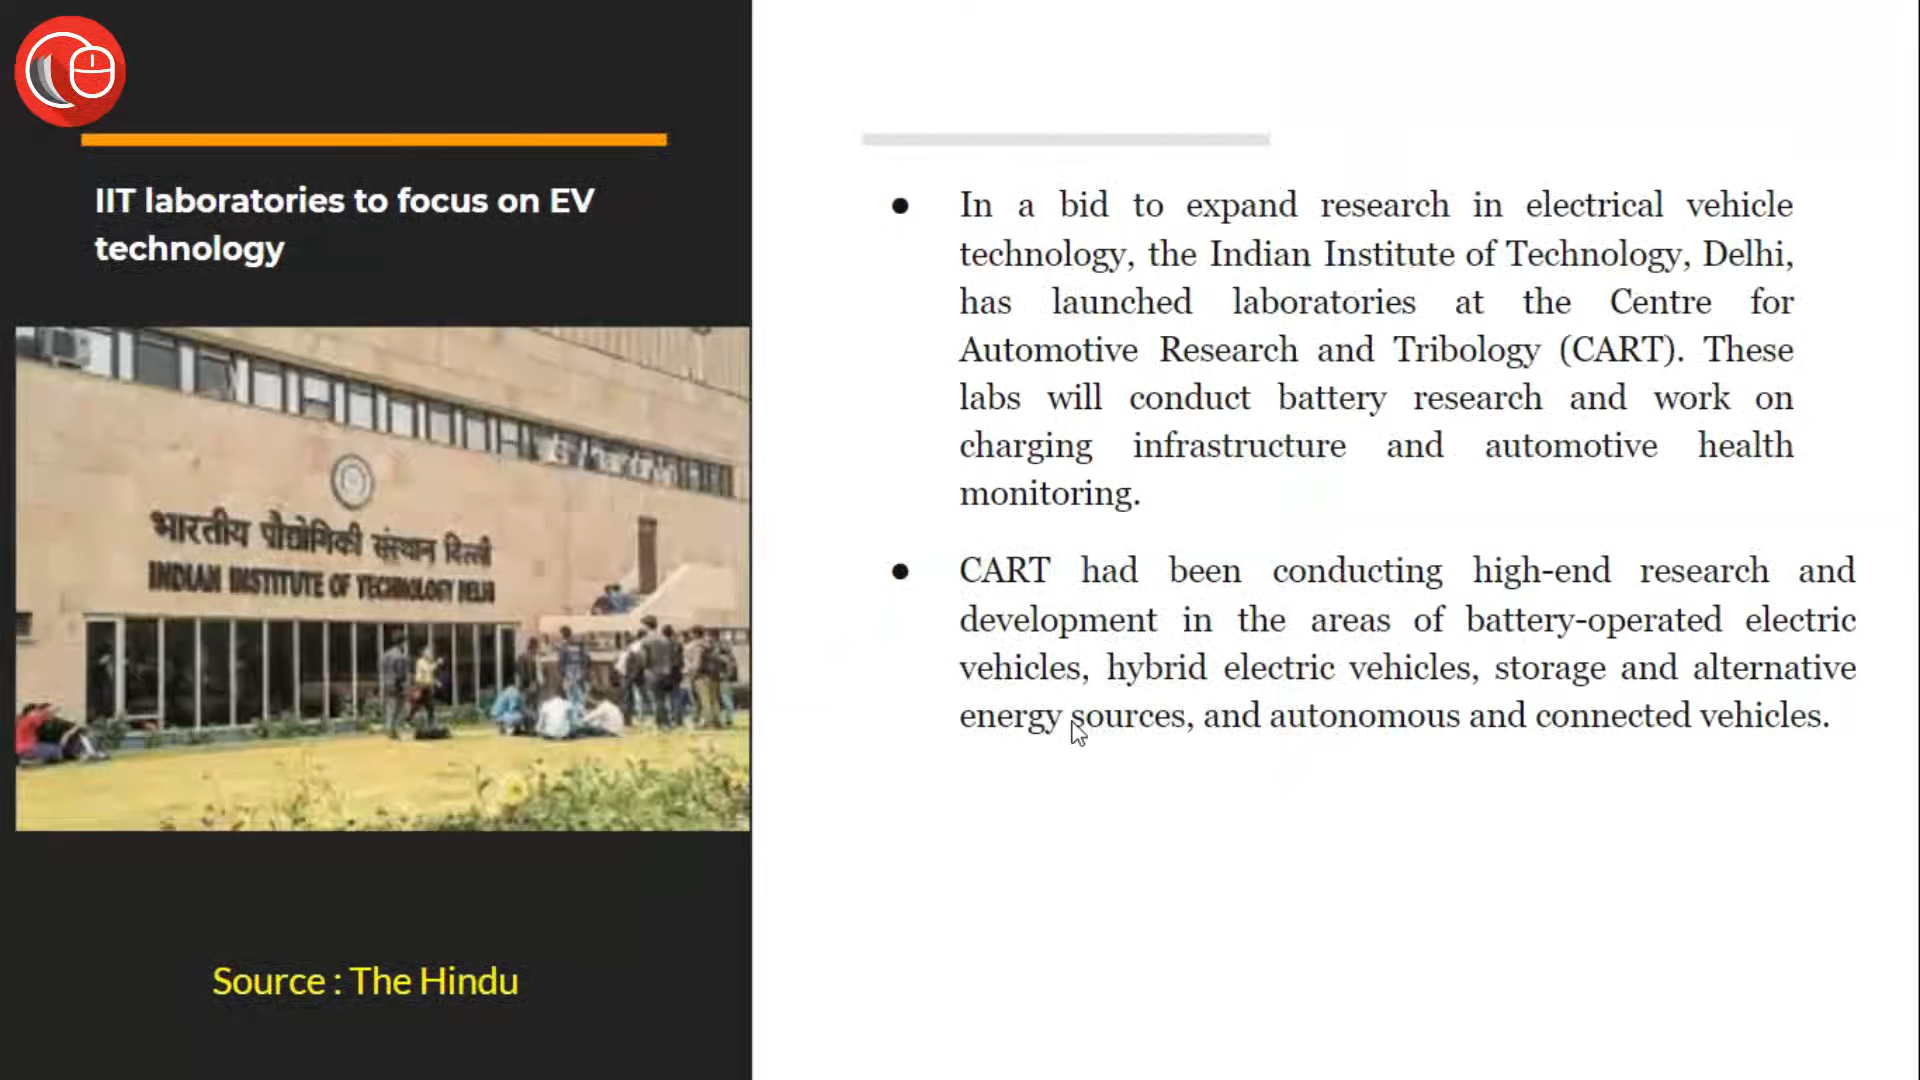 IIT laboratories to focus on EV
technology
भारतीय प्रौद्योगिकी संस्थान दिल्ली
INDIAN INSTITUTE OF TECHNOLOGY DELHI
Source : The Hindu
● In a bid to expand research in electrical vehicle
technology, the Indian Institute of Technology, Delhi,
has launched laboratories at the Centre for
Automotive Research and Tribology (CART). These
labs will conduct battery research and work on
charging infrastructure and automotive health
monitoring.
● CART had been conducting high-end research and
development in the areas of battery-operated electric
vehicles, hybrid electric vehicles, storage and alternative
energy sources, and autonomous and connected vehicles.